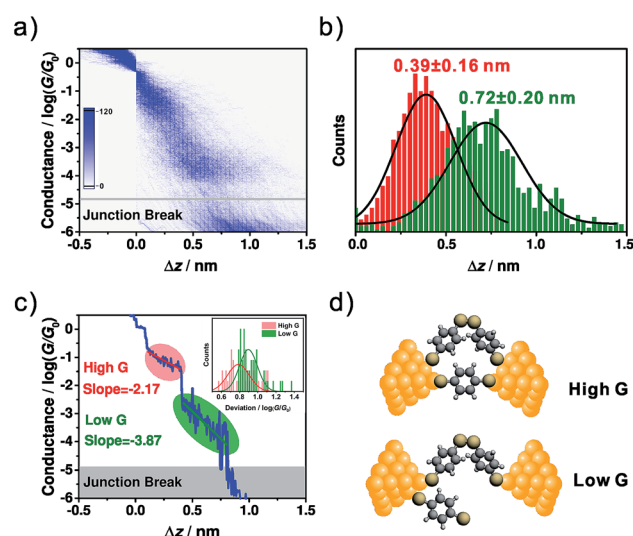 a)
Conductance / log(G/G₀)
0
-1
-2
-3
-4
-5
-6
120
0
Junction Break
-0.5 0.0 0.5 1.0 1.5
Δz / nm
b)
0.39±0.16 nm
0.72±0.20 nm
Counts
0.0 0.5 1.0 1.5
Δz / nm
c)
Conductance / log(G/G₀)
0
-1
-2
-3
-4
-5
-6
High G
Slope=-2.17
Low G
Slope=-3.87
Junction Break
-0.5 0.0 0.5 1.0 1.5
Δz / nm
High G
Low G
Counts
0.6 0.8 1.0 1.2 1.4
Deviation / log(G/G₀)
d)
High G
Low G